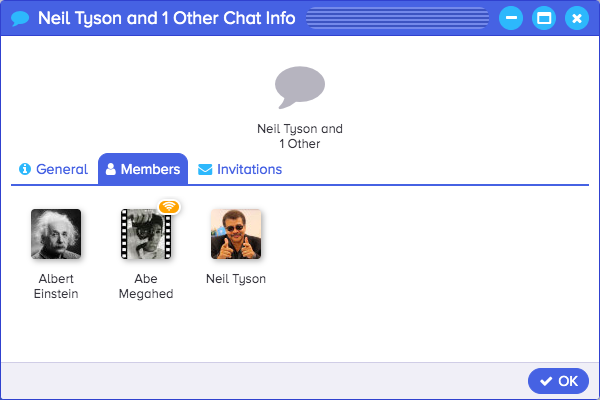 Neil Tyson and 1 Other Chat Info
Neil Tyson and
1 Other
General
Members
Invitations
Albert
Einstein
Abe
Megahed
Neil Tyson
OK